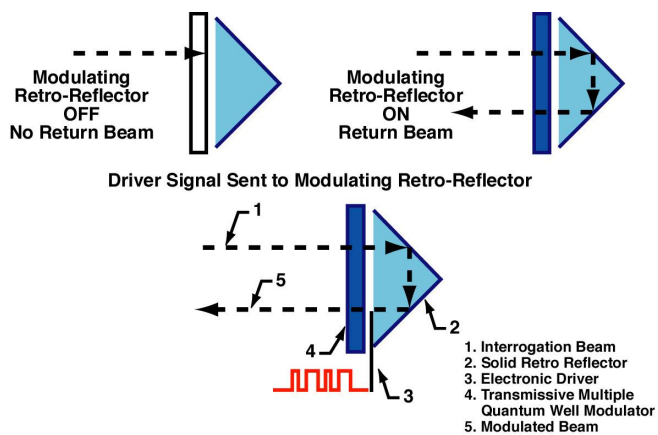 Modulating
Retro-Reflector
OFF
No Return Beam
Modulating
Retro-Reflector
ON
Return Beam
Driver Signal Sent to Modulating Retro-Reflector
1
5
2
4
3
1. Interrogation Beam
2. Solid Retro Reflector
3. Electronic Driver
4. Transmissive Multiple
Quantum Well Modulator
5. Modulated Beam